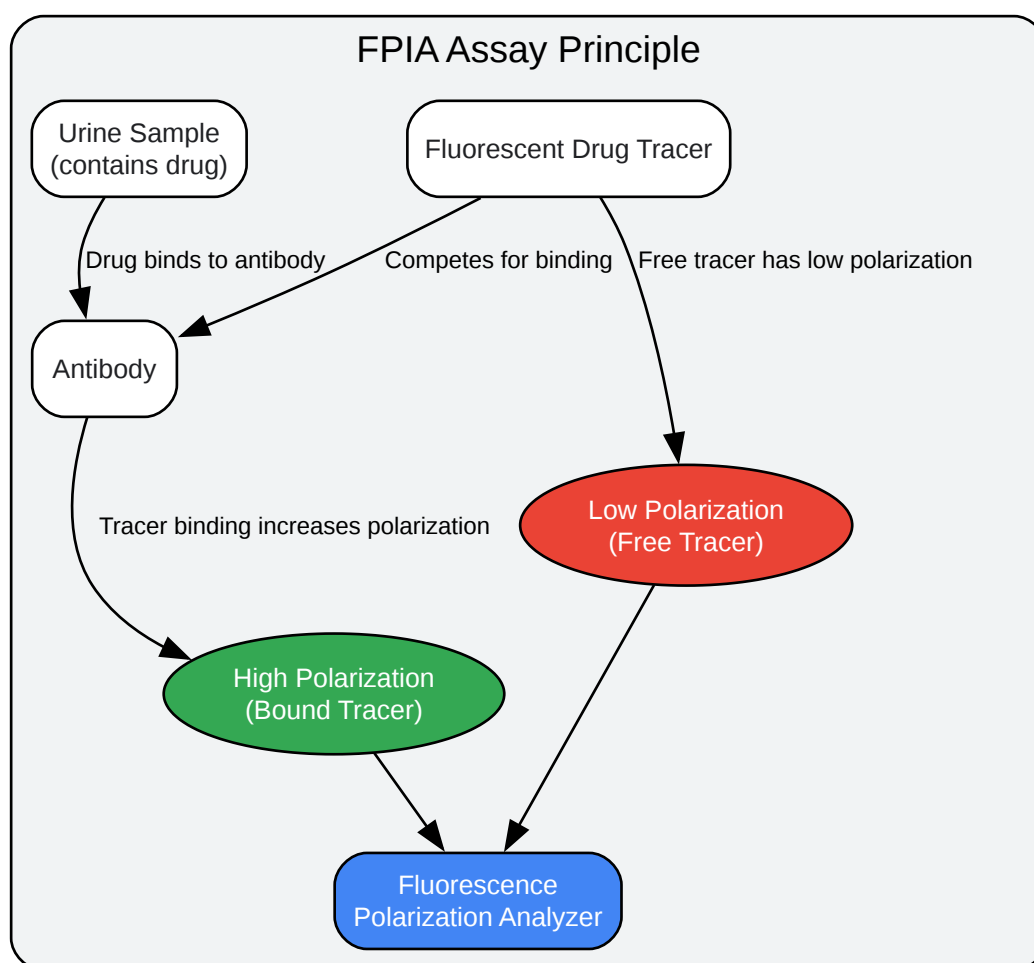 FPIA Assay Principle
Urine Sample
(contains drug)
Fluorescent Drug Tracer
Drug binds to antibody
Competes for binding
Free tracer has low polarization
Antibody
Low Polarization
(Free Tracer)
Tracer binding increases polarization
High Polarization
(Bound Tracer)
Fluorescence
Polarization Analyzer